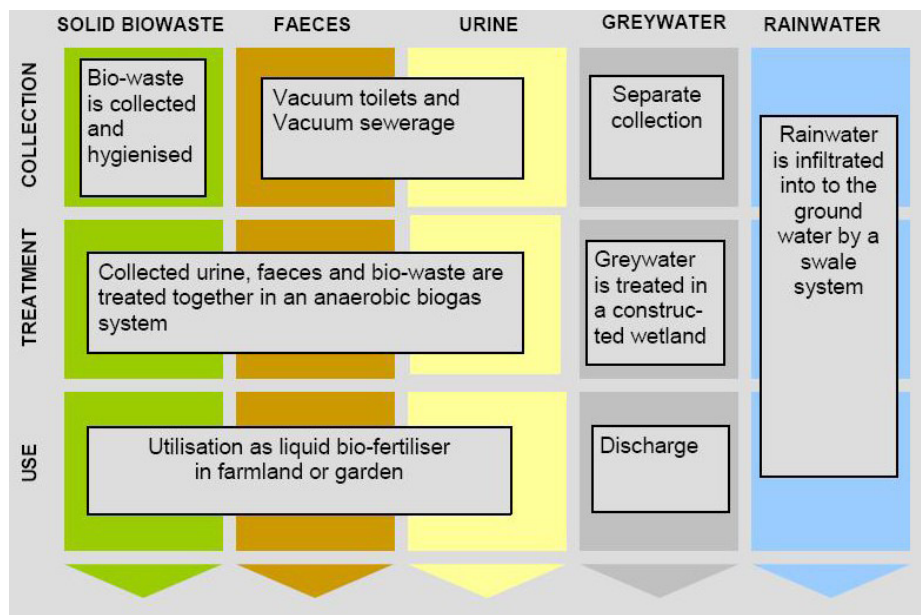 SOLID BIOWASTE
FAECES
URINE
GREYWATER
RAINWATER
COLLECTION
Bio-waste
is collected
and
hygienised
Vacuum toilets and
Vacuum sewerage
Separate
collection
Rainwater
is infiltrated
into to the
ground
water by a
swale
system
TREATMENT
Collected urine, faeces and bio-waste are
treated together in an anaerobic biogas
system
Greywater
is treated in
a construc-
ted wetland
USE
Utilisation as liquid bio-fertiliser
in farmland or garden
Discharge